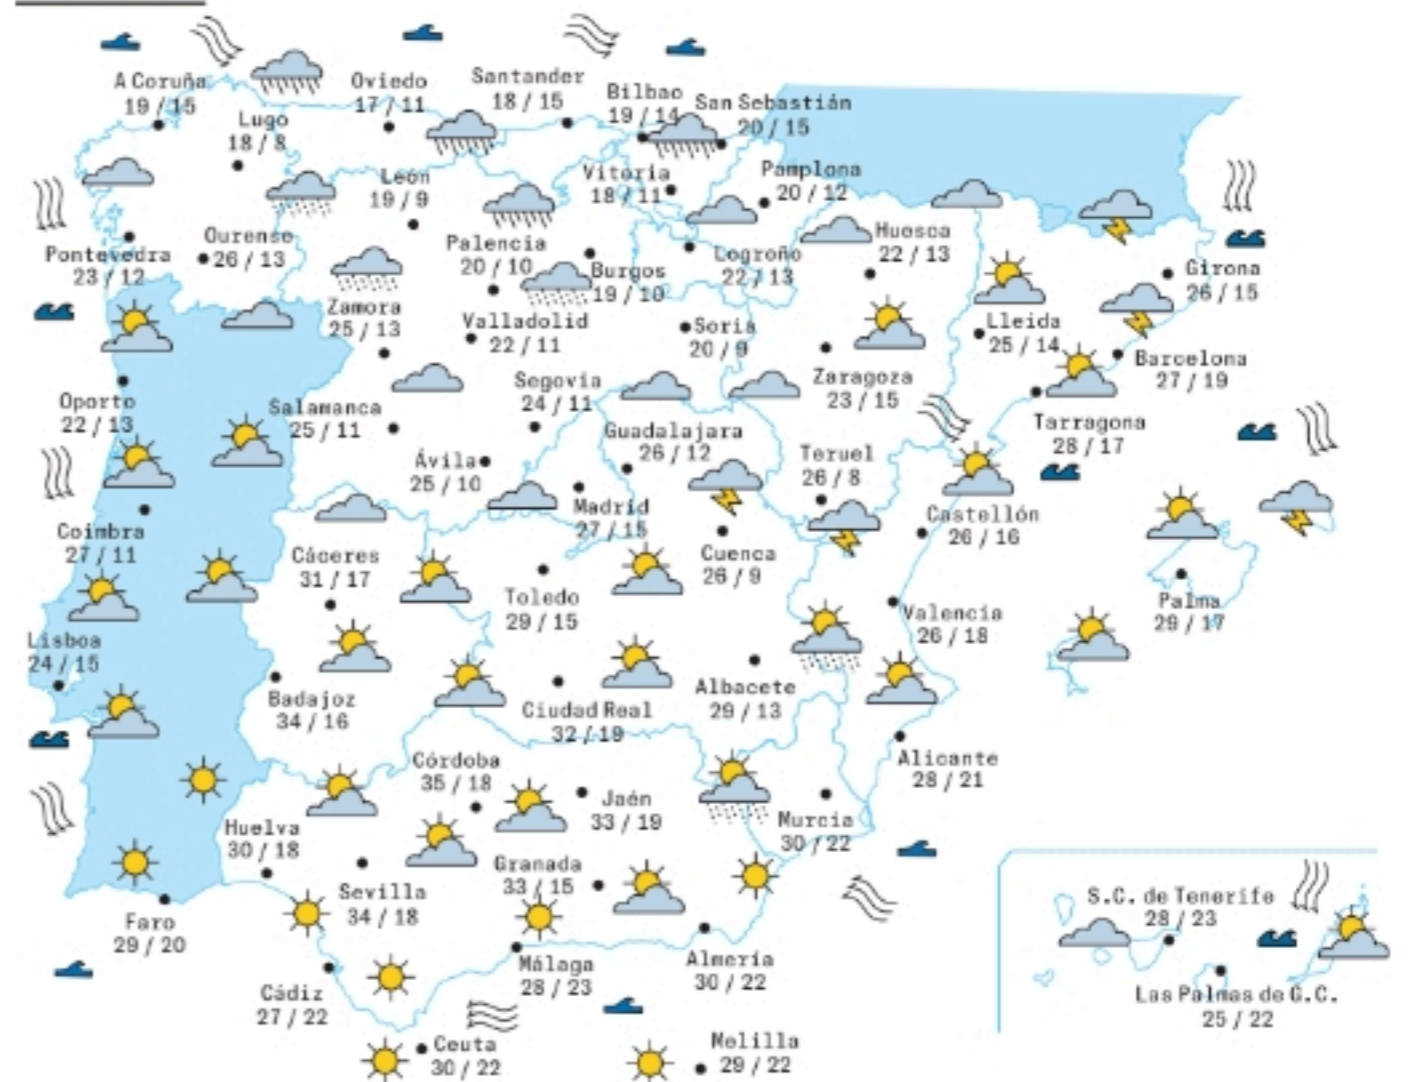 A Coruña
19 / 15
Oviedo
17 / 11
Santander
18 / 15
Bilbao
19 / 14
San Sebastián
20 / 15
Lugo
18 / 8
León
19 / 9
Vitoria
18 / 11
Pamplona
20 / 12
Pontevedra
23 / 12
Ourense
26 / 13
Palencia
20 / 10
Burgos
19 / 10
Logroño
22 / 13
Huesca
22 / 13
Girona
26 / 15
Zamora
25 / 13
Valladolid
22 / 11
Soria
20 / 9
Lleida
25 / 14
Barcelona
27 / 19
Oporto
22 / 13
Salamanca
25 / 11
Segovia
24 / 11
Zaragoza
23 / 15
Tarragona
28 / 17
Ávila
25 / 10
Guadalajara
26 / 12
Teruel
26 / 8
Coimbra
27 / 11
Madrid
27 / 15
Castellón
26 / 16
Cáceres
31 / 17
Cuenca
26 / 9
Toledo
29 / 15
Valencia
26 / 18
Palma
29 / 17
Lisboa
24 / 15
Badajoz
34 / 16
Ciudad Real
32 / 19
Albacete
29 / 13
Alicante
28 / 21
Córdoba
35 / 18
Jaén
33 / 19
Murcia
30 / 22
Huelva
30 / 18
Sevilla
34 / 18
Granada
33 / 15
Faro
29 / 20
Málaga
28 / 23
Almería
30 / 22
Cádiz
27 / 22
Ceuta
30 / 22
Melilla
29 / 22
S.C. de Tenerife
28 / 23
Las Palmas de G.C.
25 / 22